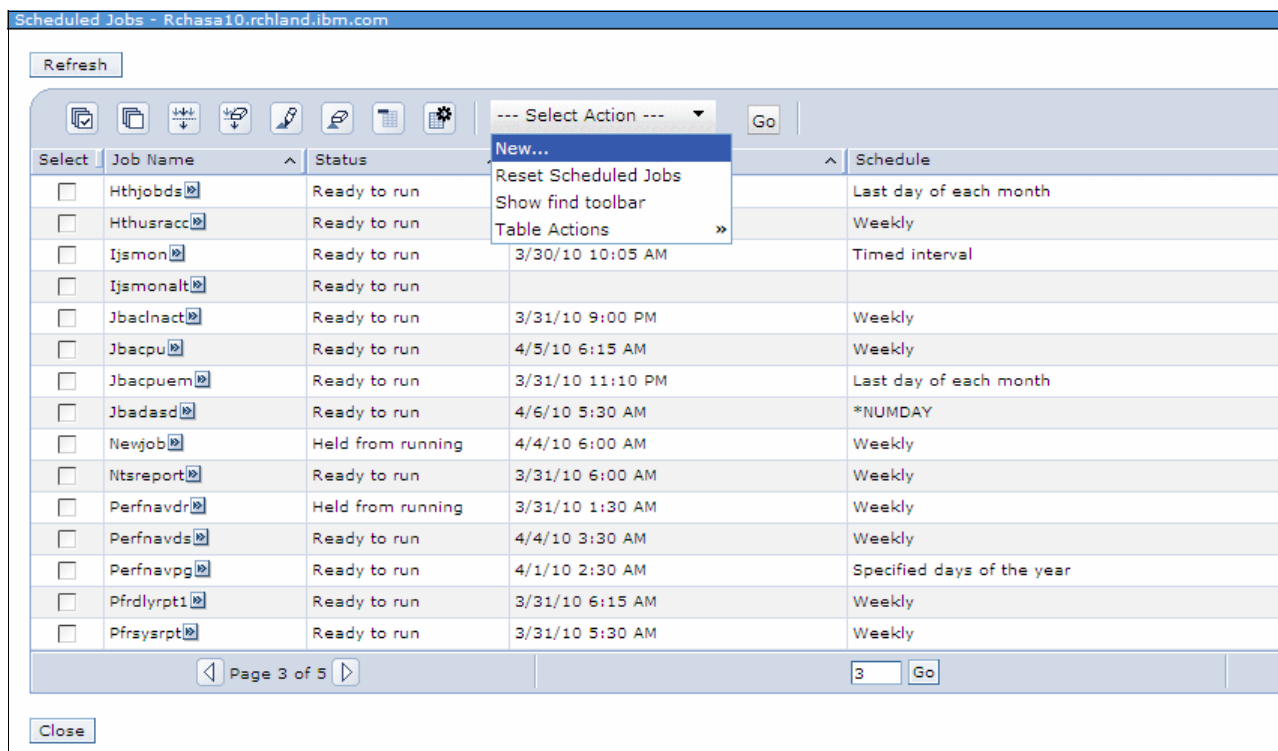 Scheduled Jobs - Rchasa10.rchland.ibm.com
Refresh
--- Select Action --- Go
New...
Reset Scheduled Jobs
Show find toolbar
Table Actions »
Select Job Name Status Schedule
Hthjobds Ready to run Last day of each month
Hthusracc Ready to run Weekly
Ijsmon Ready to run 3/30/10 10:05 AM Timed interval
Ijsmonalt Ready to run
Jbaclnact Ready to run 3/31/10 9:00 PM Weekly
Jbacpu Ready to run 4/5/10 6:15 AM Weekly
Jbacpuem Ready to run 3/31/10 11:10 PM Last day of each month
Jbadasd Ready to run 4/6/10 5:30 AM *NUMDAY
Newjob Held from running 4/4/10 6:00 AM Weekly
Ntsreport Ready to run 3/31/10 6:00 AM Weekly
Perfnavdr Held from running 3/31/10 1:30 AM Weekly
Perfnavds Ready to run 4/4/10 3:30 AM Weekly
Perfnavpg Ready to run 4/1/10 2:30 AM Specified days of the year
Pfrdlyrpt1 Ready to run 3/31/10 6:15 AM Weekly
Pfrsysrpt Ready to run 3/31/10 5:30 AM Weekly
Page 3 of 5 3 Go
Close